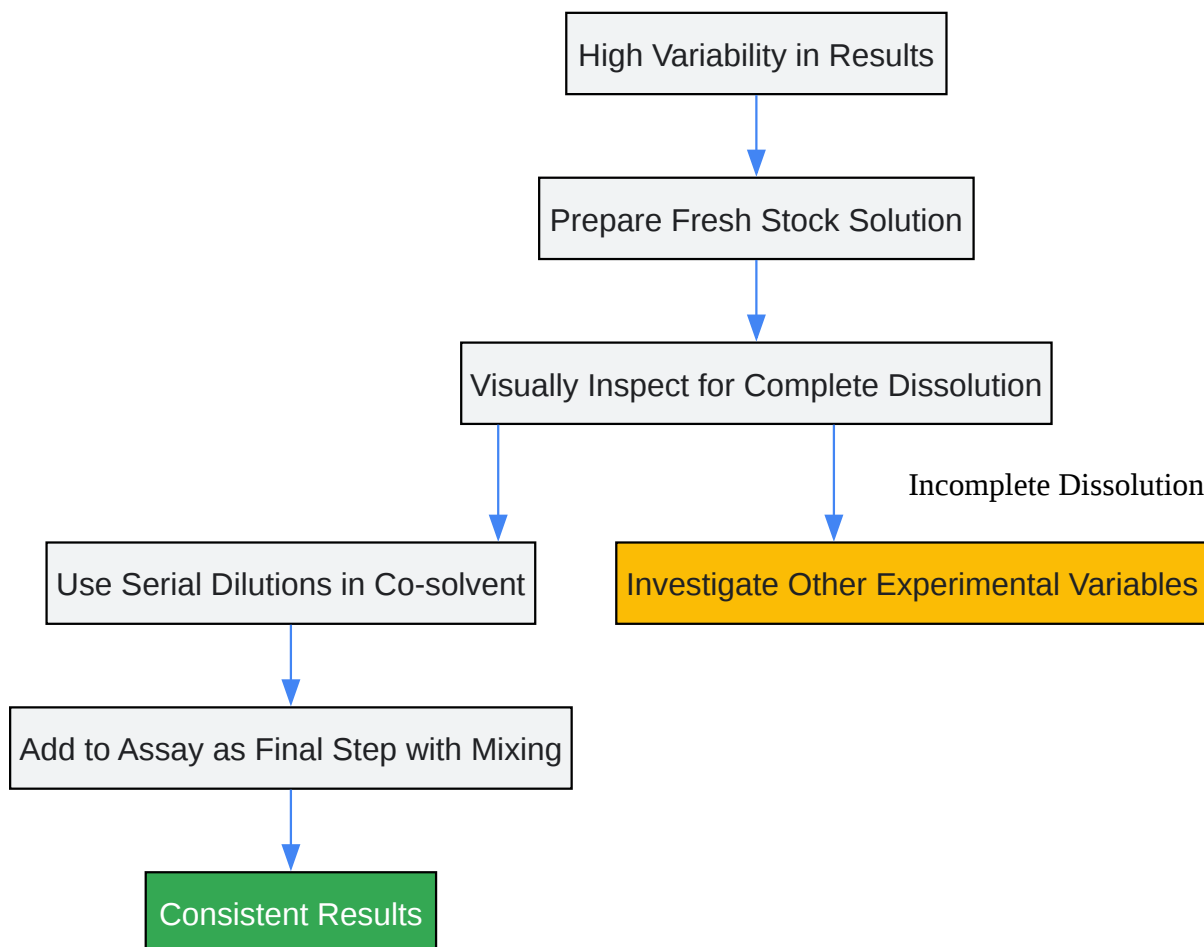 High Variability in Results
Prepare Fresh Stock Solution
Visually Inspect for Complete Dissolution
Incomplete Dissolution
Use Serial Dilutions in Co-solvent
Investigate Other Experimental Variables
Add to Assay as Final Step with Mixing
Consistent Results